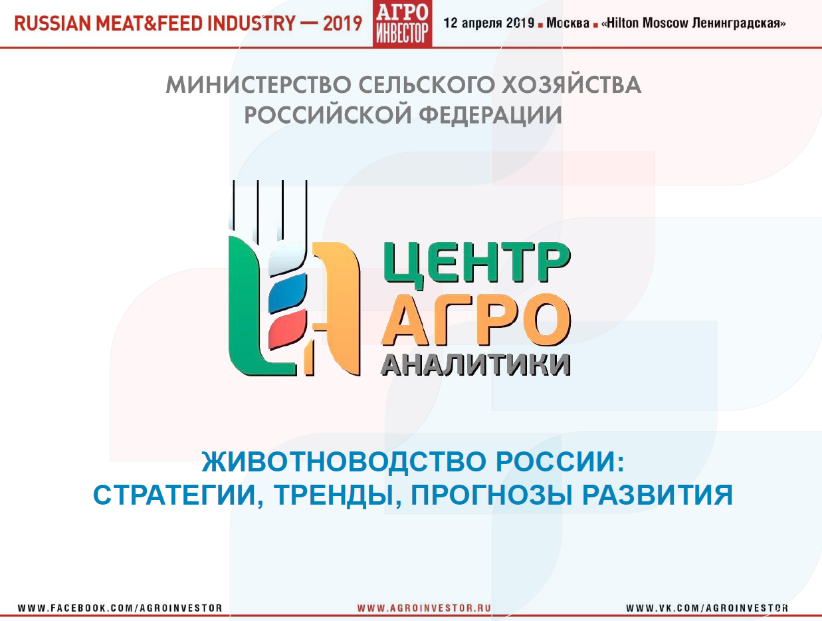 RUSSIAN MEAT&FEED INDUSTRY — 2019
АГРО
ИНВЕСТОР
12 апреля 2019 ▪ Москва ▪ «Hilton Moscow Ленинградская»
МИНИСТЕРСТВО СЕЛЬСКОГО ХОЗЯЙСТВА
РОССИЙСКОЙ ФЕДЕРАЦИИ
ЦЕНТР
АГРО
АНАЛИТИКИ
ЖИВОТНОВОДСТВО РОССИИ:
СТРАТЕГИИ, ТРЕНДЫ, ПРОГНОЗЫ РАЗВИТИЯ
WWW.FACEBOOK.COM/AGROINVESTOR
WWW.AGROINVESTOR.RU
WWW.VK.COM/AGROINVESTOR